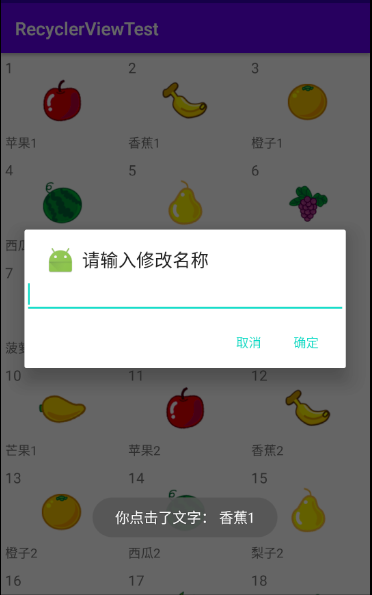 RecyclerViewTest
1 2 3
苹果1 香蕉1 橙子1
4 5 6
西瓜
7
请输入修改名称
取消 确定
菠萝
10 11 12
芒果1 苹果2 香蕉2
13 14 15
你点击了文字： 香蕉1
橙子2 西瓜2 梨子2
16 17 18